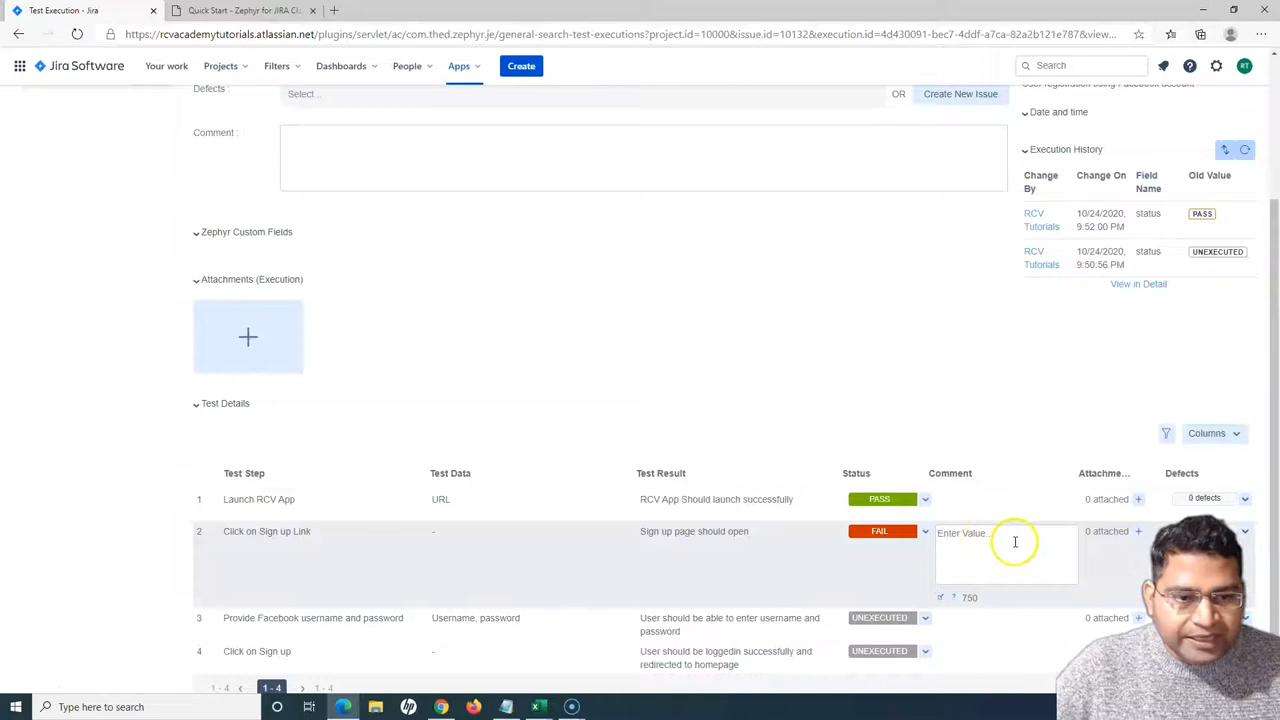 Test Execution - Jira
Quick Start - Zephyr for JIRA Cl...
https://rcvacademytutorials.atlassian.net/plugins/servlet/ac/com.thed.zephyr.je/general-search-test-executions?project.id=10000&issue.id=10132&execution.id=4d430091-bec7-4ddf-a7ca-82a2b121e787&view...
Jira Software
Your work
Projects
Filters
Dashboards
People
Apps
Create
Search
RT
Defects :
Select...
OR
Create New Issue
User registration using Facebook account
Comment :
Date and time
Execution History
Change By
Change On
Field Name
Old Value
RCV Tutorials
10/24/2020, 9:52:00 PM
status
PASS
RCV Tutorials
10/24/2020, 9:50:56 PM
status
UNEXECUTED
View in Detail
Zephyr Custom Fields
Attachments (Execution)
Test Details
Columns
Test Step
Test Data
Test Result
Status
Comment
Attachme...
Defects
1
Launch RCV App
URL
RCV App Should launch successfully
PASS
0 attached
0 defects
2
Click on Sign up Link
-
Sign up page should open
FAIL
Enter Value...
0 attached
750
3
Provide Facebook username and password
Username, password
User should be able to enter username and password
UNEXECUTED
0 attached
4
Click on Sign up
-
User should be loggedin successfully and redirected to homepage
UNEXECUTED
1 - 4
1 - 4
1 - 4
Type here to search